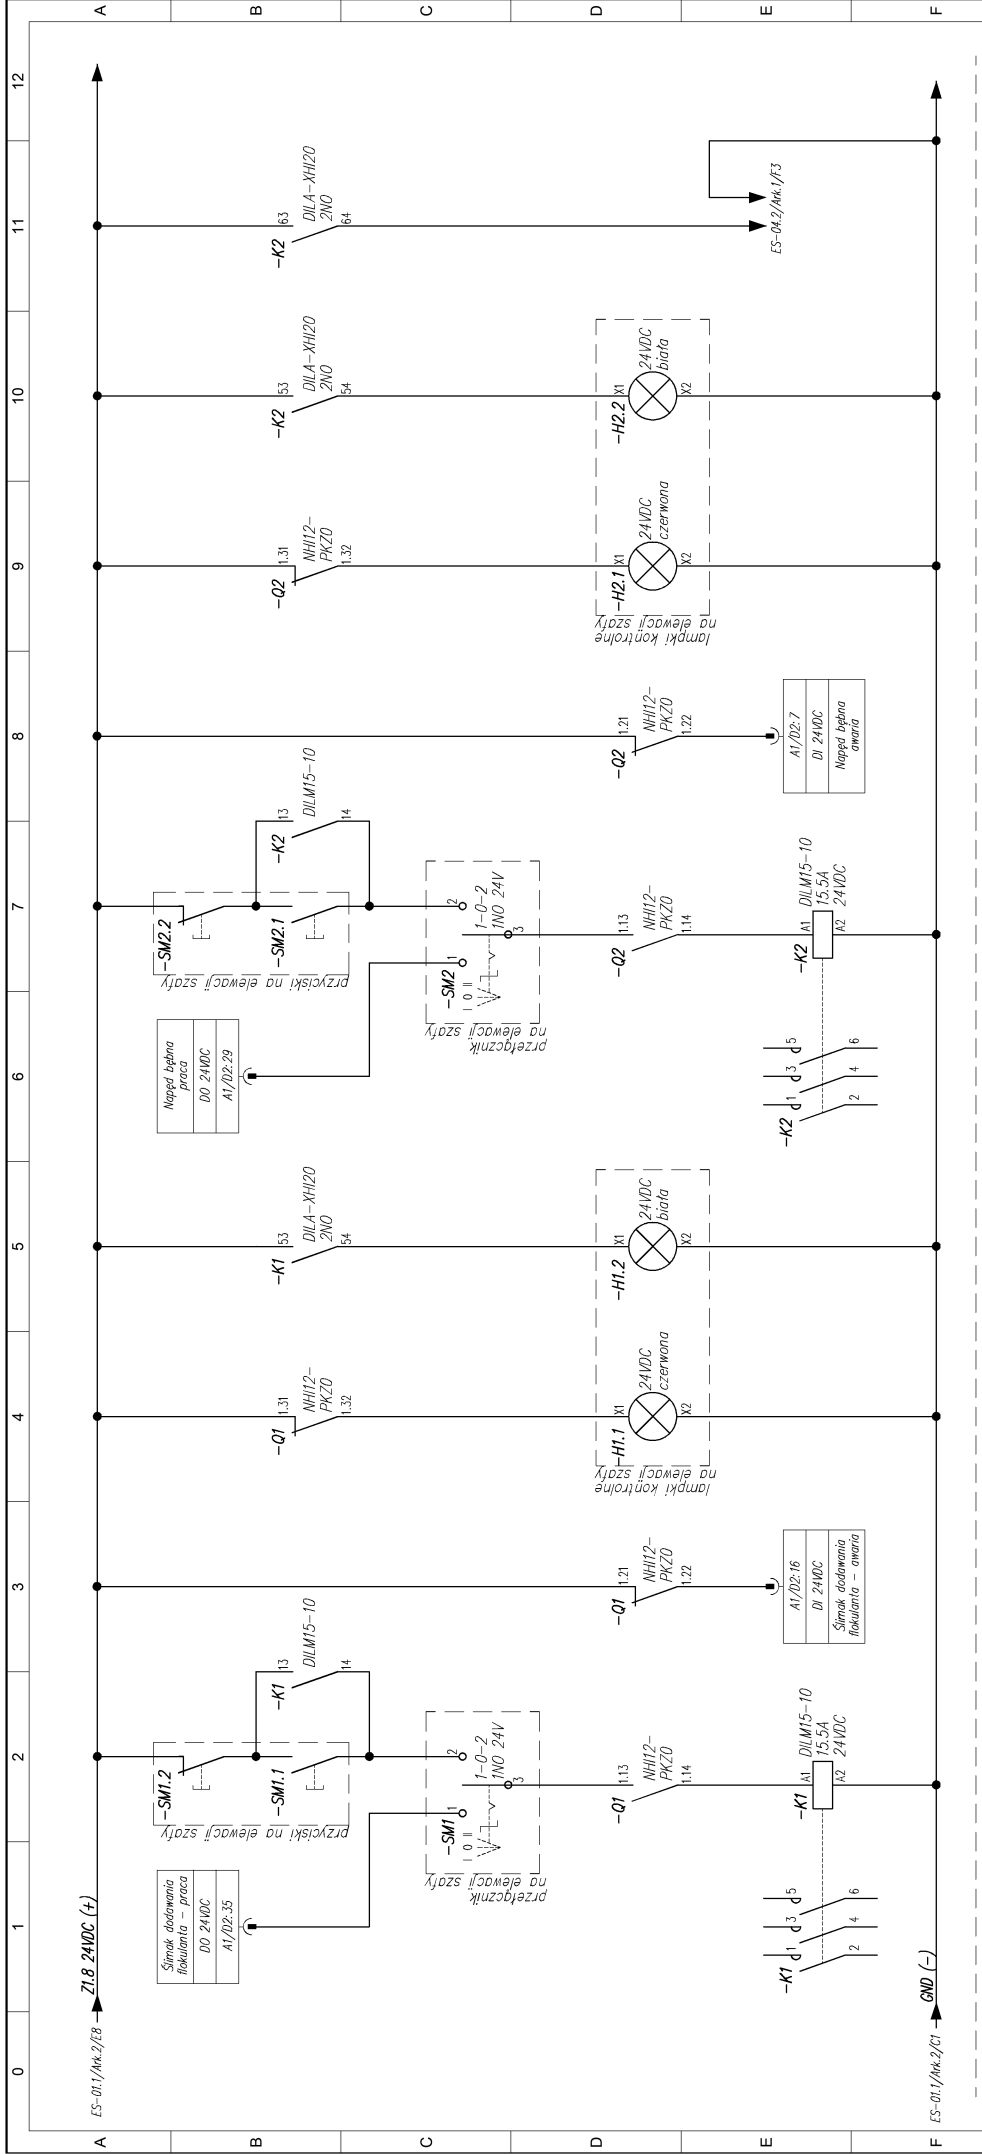 0
1
2
3
4
5
6
7
8
9
10
11
12
A
B
C
D
E
F
A
B
C
D
E
F
ES-01.1/Ark.2/E8
Z1.8 24VDC (+)
ES-01.1/Ark.2/C1
GND (-)
Ślimak dodawania
flokulanta - praca
DO 24VDC
A1/D2:35
-SM1.2
-SM1.1
przyciski na elewacji szafy
-K1
13
14
DILM15-10
-SM1
I 0 II
1
2
3
1-0-2
1NO 24V
przełącznik
na elewacji szafy
-Q1
1.13
1.14
NHI12-
PKZ0
-K1
A1
A2
DILM15-10
15.5A
24VDC
-K1
1
2
3
4
5
6
-Q1
1.21
1.22
NHI12-
PKZ0
A1/D2:16
DI 24VDC
Ślimak dodawania
flokulanta - awaria
-Q1
1.31
1.32
NHI12-
PKZ0
-H1.1
X1
X2
24VDC
czerwona
lampki kontrolne
na elewacji szafy
-K1
53
54
DILA-XHI20
2NO
-H1.2
X1
X2
24VDC
biała
Napęd bębna
praca
DO 24VDC
A1/D2:29
-SM2.2
-SM2.1
przyciski na elewacji szafy
-K2
13
14
DILM15-10
-SM2
I 0 II
1
2
3
1-0-2
1NO 24V
przełącznik
na elewacji szafy
-Q2
1.13
1.14
NHI12-
PKZ0
-K2
A1
A2
DILM15-10
15.5A
24VDC
-K2
1
2
3
4
5
6
-Q2
1.21
1.22
NHI12-
PKZ0
A1/D2:7
DI 24VDC
Napęd bębna
awaria
-Q2
1.31
1.32
NHI12-
PKZ0
-H2.1
X1
X2
24VDC
czerwona
lampki kontrolne
na elewacji szafy
-K2
53
54
DILA-XHI20
2NO
-H2.2
X1
X2
24VDC
biała
-K2
63
64
DILA-XHI20
2NO
ES-04.2/Ark.1/F3